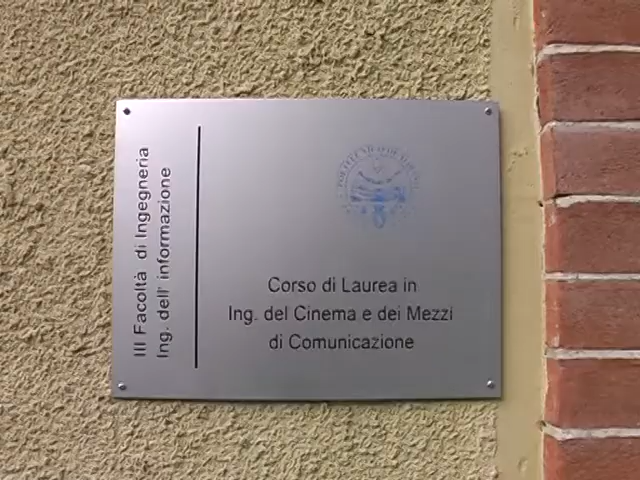 III Facoltà di Ingegneria
Ing. dell' informazione
Corso di Laurea in
Ing. del Cinema e dei Mezzi
di Comunicazione